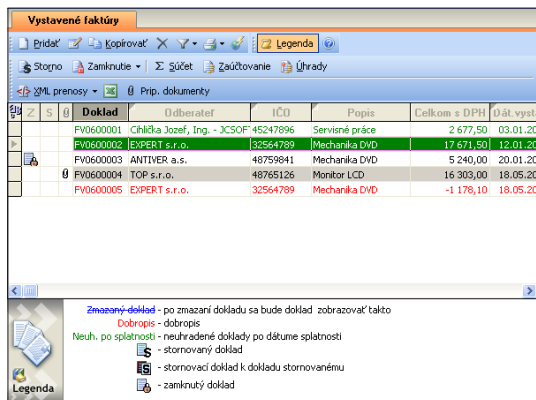 Vystavené faktúry
Pridať Kopírovať Legenda
Storno Zamknutie Σ Súčet Zaúčtovanie Úhrady
XML prenosy Prip. dokumenty
Z S Doklad Odberateľ IČO Popis Celkom s DPH Dát.vyst
FV0600001 Cihlička Jozef, Ing. - JCSOF 45247896 Servisné práce 2 677,50 03.01.20
FV0600002 EXPERT s.r.o. 32564789 Mechanika DVD 17 671,50 12.01.20
FV0600003 ANTIVER a.s. 48759841 Mechanika DVD 5 240,00 20.01.20
FV0600004 TOP s.r.o. 48765126 Monitor LCD 16 303,00 18.05.20
FV0600005 EXPERT s.r.o. 32564789 Mechanika DVD -1 178,10 18.05.20
Zmazaný doklad - po zmazaní dokladu sa bude doklad zobrazovať takto
Dobropis - dobropis
Neuh. po splatnosti - neuhradené doklady po dátume splatnosti
S - stornovaný doklad
S - stornovací doklad k dokladu stornovanému
- zamknutý doklad
Legenda